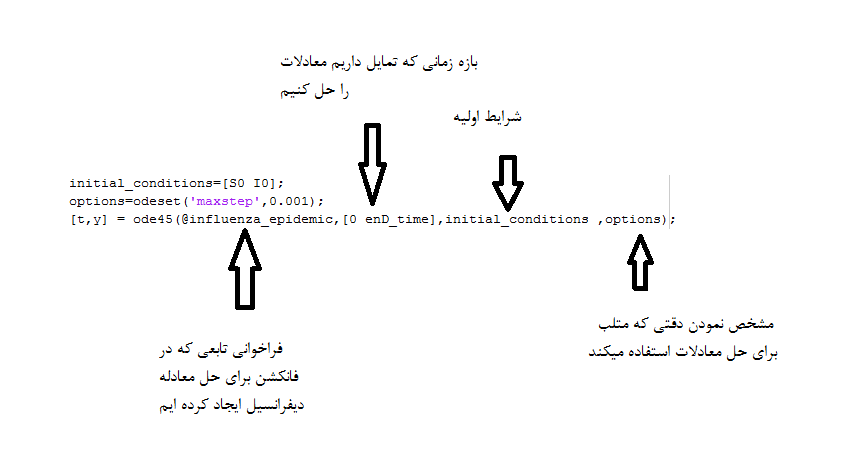 بازه زمانی که تمایل داریم معادلات
را حل کنیم
شرایط اولیه
initial_conditions=[S0 I0];
options=odeset('maxstep',0.001);
[t,y] = ode45(@influenza_epidemic,[0 enD_time],initial_conditions ,options);
مشخص نمودن دقتی که متلب
برای حل معادلات استفاده میکند
فراخوانی تابعی که در
فانکشن برای حل معادله
دیفرانسیل ایجاد کرده ایم